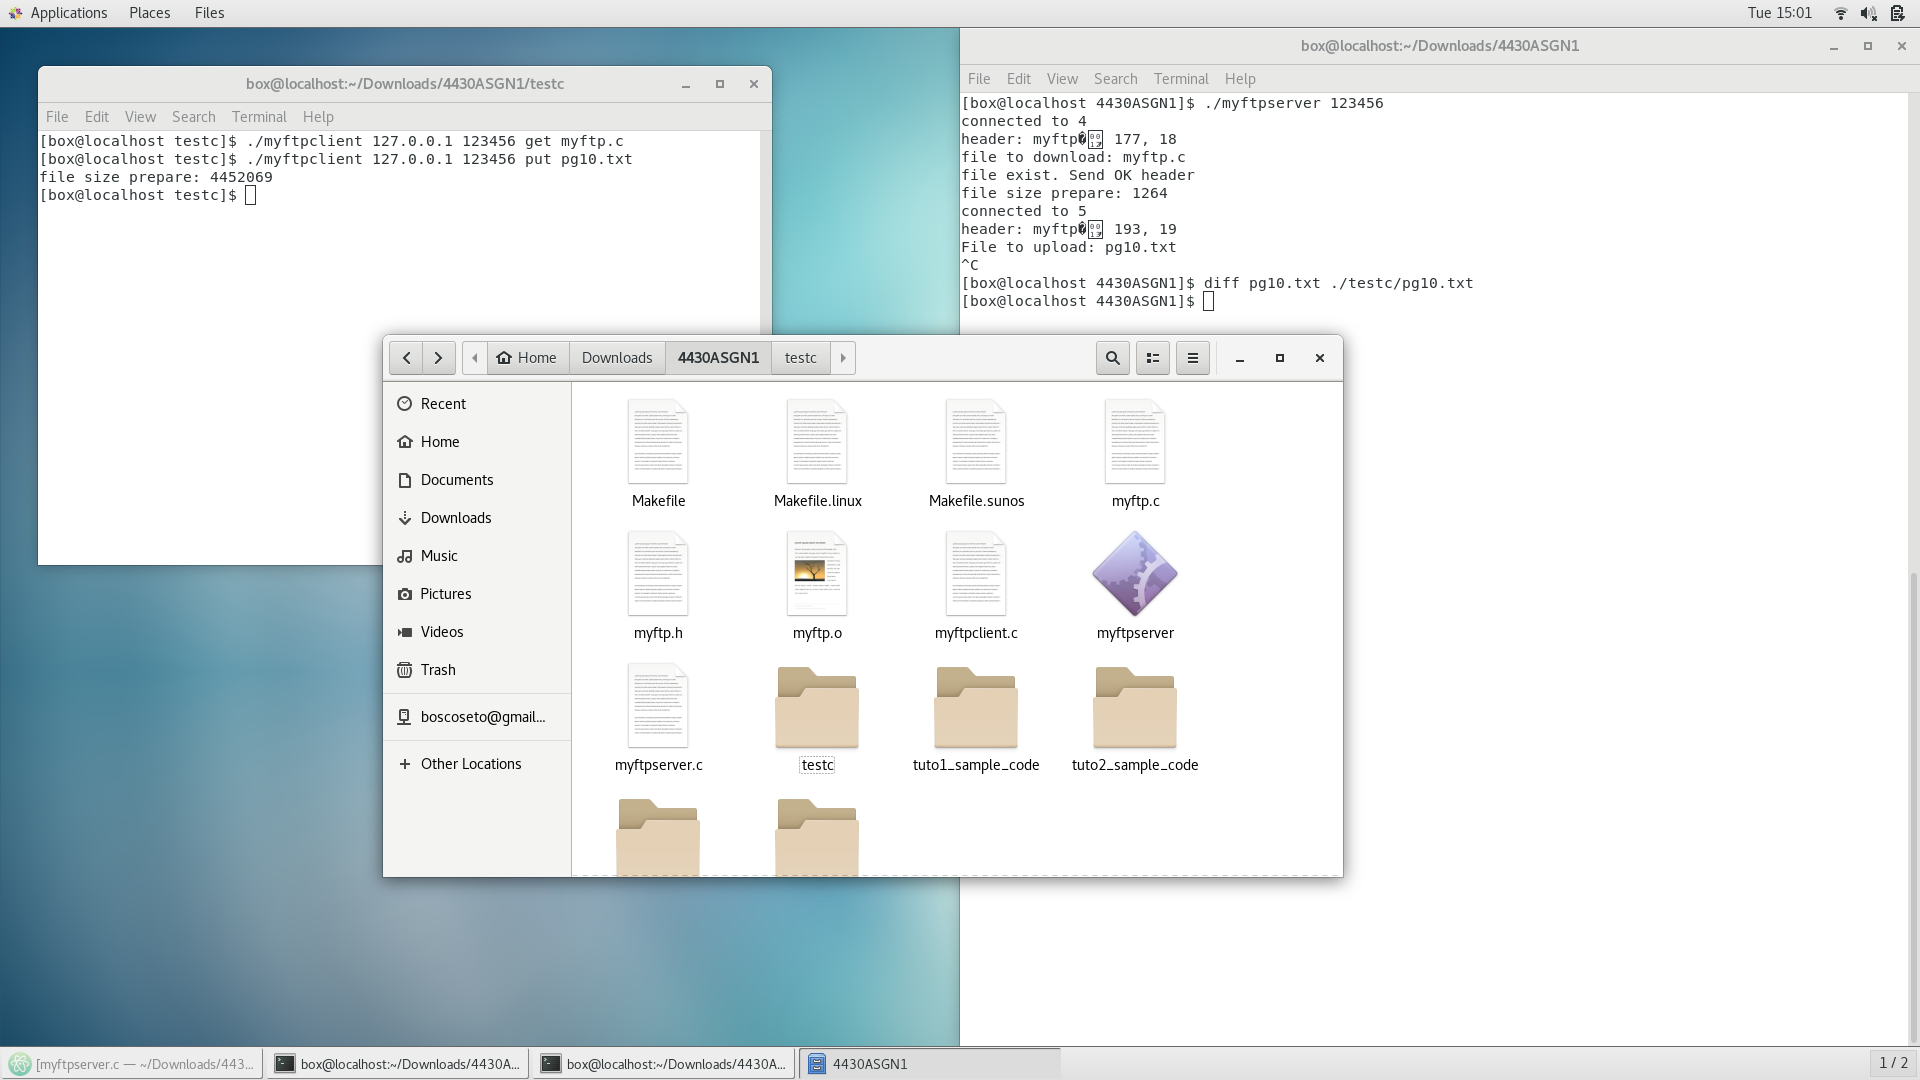 Applications Places Files Tue 15:01
box@localhost:~/Downloads/4430ASGN1/testc
File Edit View Search Terminal Help
[box@localhost testc]$ ./myftpclient 127.0.0.1 123456 get myftp.c
[box@localhost testc]$ ./myftpclient 127.0.0.1 123456 put pg10.txt
file size prepare: 4452069
[box@localhost testc]$
box@localhost:~/Downloads/4430ASGN1
File Edit View Search Terminal Help
[box@localhost 4430ASGN1]$ ./myftpserver 123456
connected to 4
header: myftp 177, 18
file to download: myftp.c
file exist. Send OK header
file size prepare: 1264
connected to 5
header: myftp 193, 19
File to upload: pg10.txt
^C
[box@localhost 4430ASGN1]$ diff pg10.txt ./testc/pg10.txt
[box@localhost 4430ASGN1]$
Home Downloads 4430ASGN1 testc
Recent
Home
Documents
Downloads
Music
Pictures
Videos
Trash
boscoseto@gmail...
Other Locations
Makefile Makefile.linux Makefile.sunos myftp.c
myftp.h myftp.o myftpclient.c myftpserver
myftpserver.c testc tuto1_sample_code tuto2_sample_code
[myftpserver.c — ~/Downloads/443... box@localhost:~/Downloads/4430A... box@localhost:~/Downloads/4430A... 4430ASGN1 1 / 2